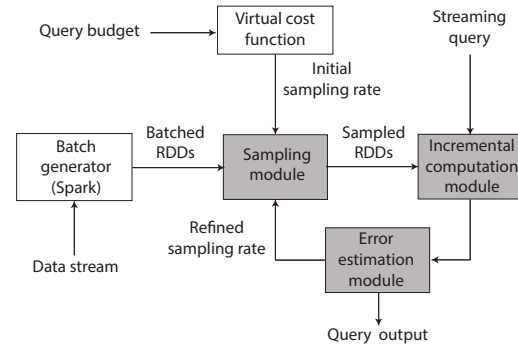 Query budget
Virtual cost
function
Streaming
query
Initial
sampling rate
Batch
generator
(Spark)
Batched
RDDs
Sampling
module
Sampled
RDDs
Incremental
computation
module
Refined
sampling rate
Error
estimation
module
Data stream
Query output